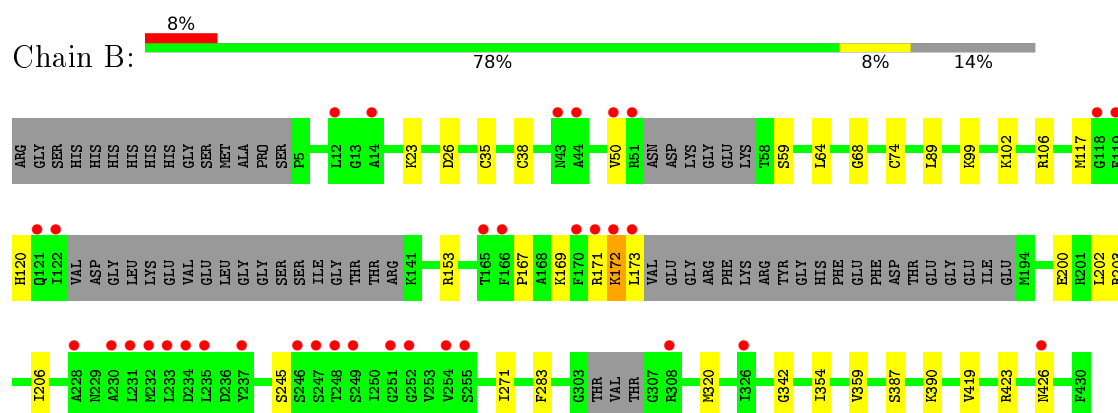 8%
Chain B:
78% 8% 14%
ARG GLY SER HIS HIS HIS HIS HIS HIS GLY SER MET ALA PRO SER P5 L12 G13 A14 K23 D26 C35 C38 N43 A44 V50 R51 ASN ASP LYS GLY GLU LYS T58 S59 L64 G68 C74 L89 K99 K102 R106 M117 G118
H120 Q121 I122 VAL ASP GLY LEU LYS GLU VAL GLU LEU GLY GLY SER SER ILE GLY THR THR ARG K141 R153 T165 F166 P167 A168 K169 F170 R171 K172 L173 VAL GLU GLY ARG PHE LYS ARG TYR GLY HIS PHE GLU PHE ASP THR GLU GLY GLU ILE GLU M194 E200 R201 L202
I206 A228 N229 A230 L231 M232 L233 D234 L235 D236 Y237 S245 S246 S247 T248 S249 I250 G251 G252 V253 V254 S255 I271 F283 G303 THR VAL THR G307 R308 M320 I326 G342 I354 V359 S387 K390 V419 R423 N426 F430